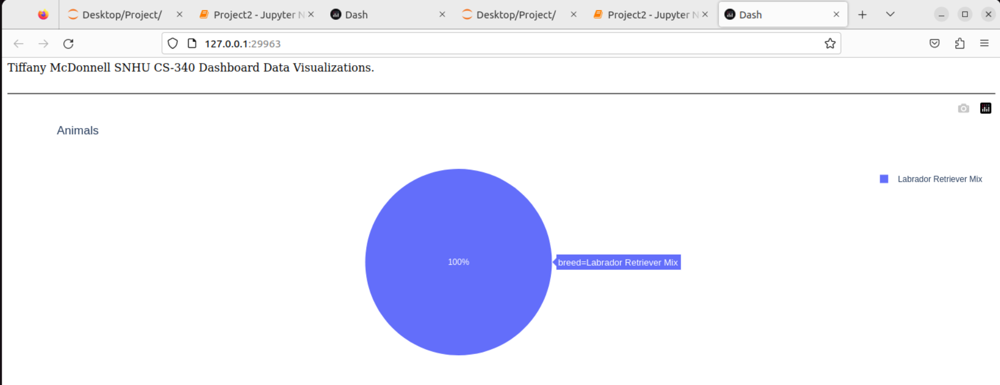 Desktop/Project/
Project2 - Jupyter N
Dash
Desktop/Project/
Project2 - Jupyter N
Dash
127.0.0.1:29963
Tiffany McDonnell SNHU CS-340 Dashboard Data Visualizations.
Animals
Labrador Retriever Mix
100%
breed=Labrador Retriever Mix